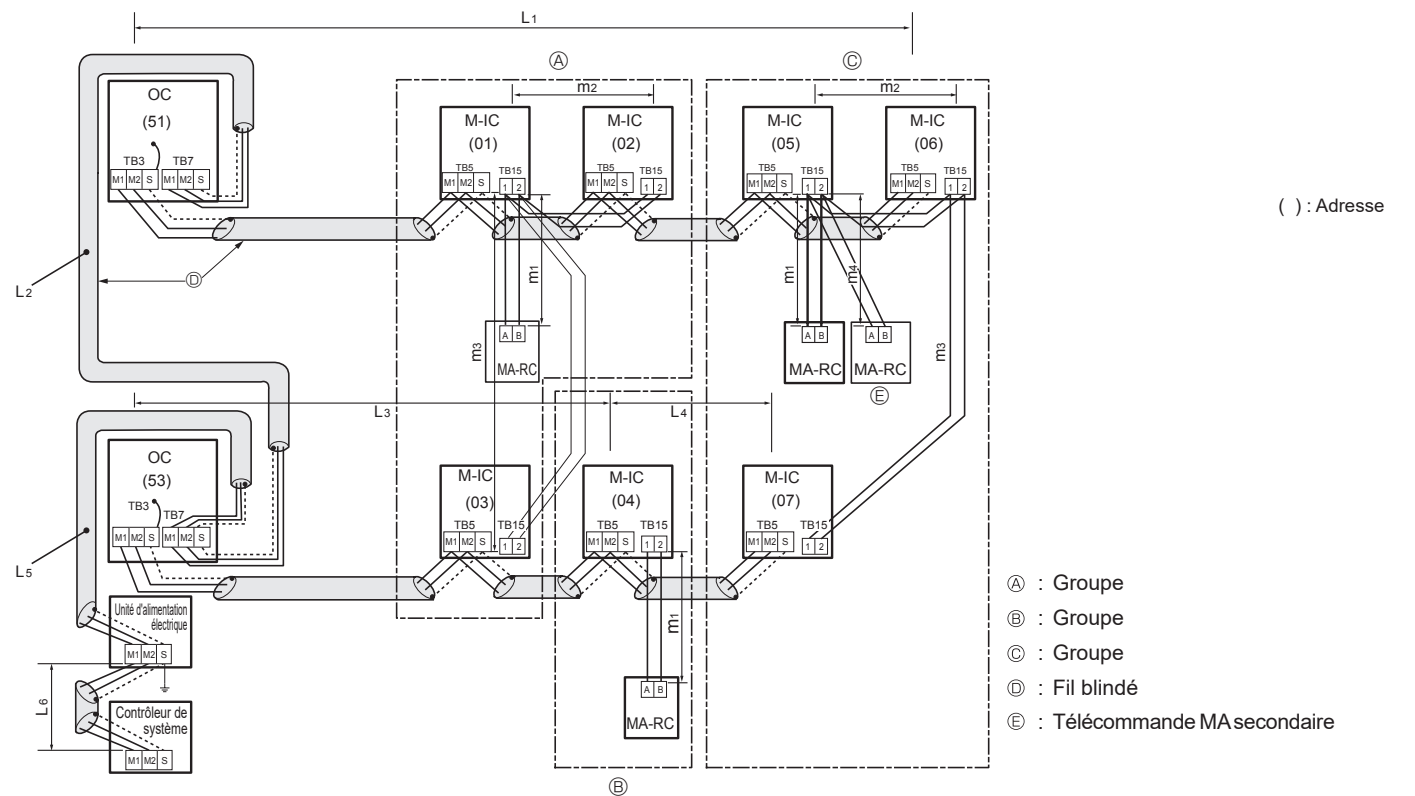 L1
Ⓐ
Ⓒ
m2
m2
OC
(51)
TB3 TB7
M1 M2 S M1 M2 S
M-IC
(01)
TB5 TB15
M1 M2 S 1 2
M-IC
(02)
TB5 TB15
M1 M2 S 1 2
M-IC
(05)
TB5 TB15
M1 M2 S 1 2
M-IC
(06)
TB5 TB15
M1 M2 S 1 2
( ) : Adresse
L2
Ⓓ
m1
m3
A B
MA-RC
m1
m4
m3
A B
MA-RC
A B
MA-RC
Ⓔ
L3
L4
OC
(53)
TB3 TB7
M1 M2 S M1 M2 S
M-IC
(03)
TB5 TB15
M1 M2 S 1 2
M-IC
(04)
TB5 TB15
M1 M2 S 1 2
M-IC
(07)
TB5 TB15
M1 M2 S 1 2
L5
m1
A B
MA-RC
Ⓑ
Unité d'alimentation
électrique
M1 M2 S
L6
Contrôleur de
système
M1 M2 S
Ⓐ : Groupe
Ⓑ : Groupe
Ⓒ : Groupe
Ⓓ : Fil blindé
Ⓔ : Télécommande MA secondaire